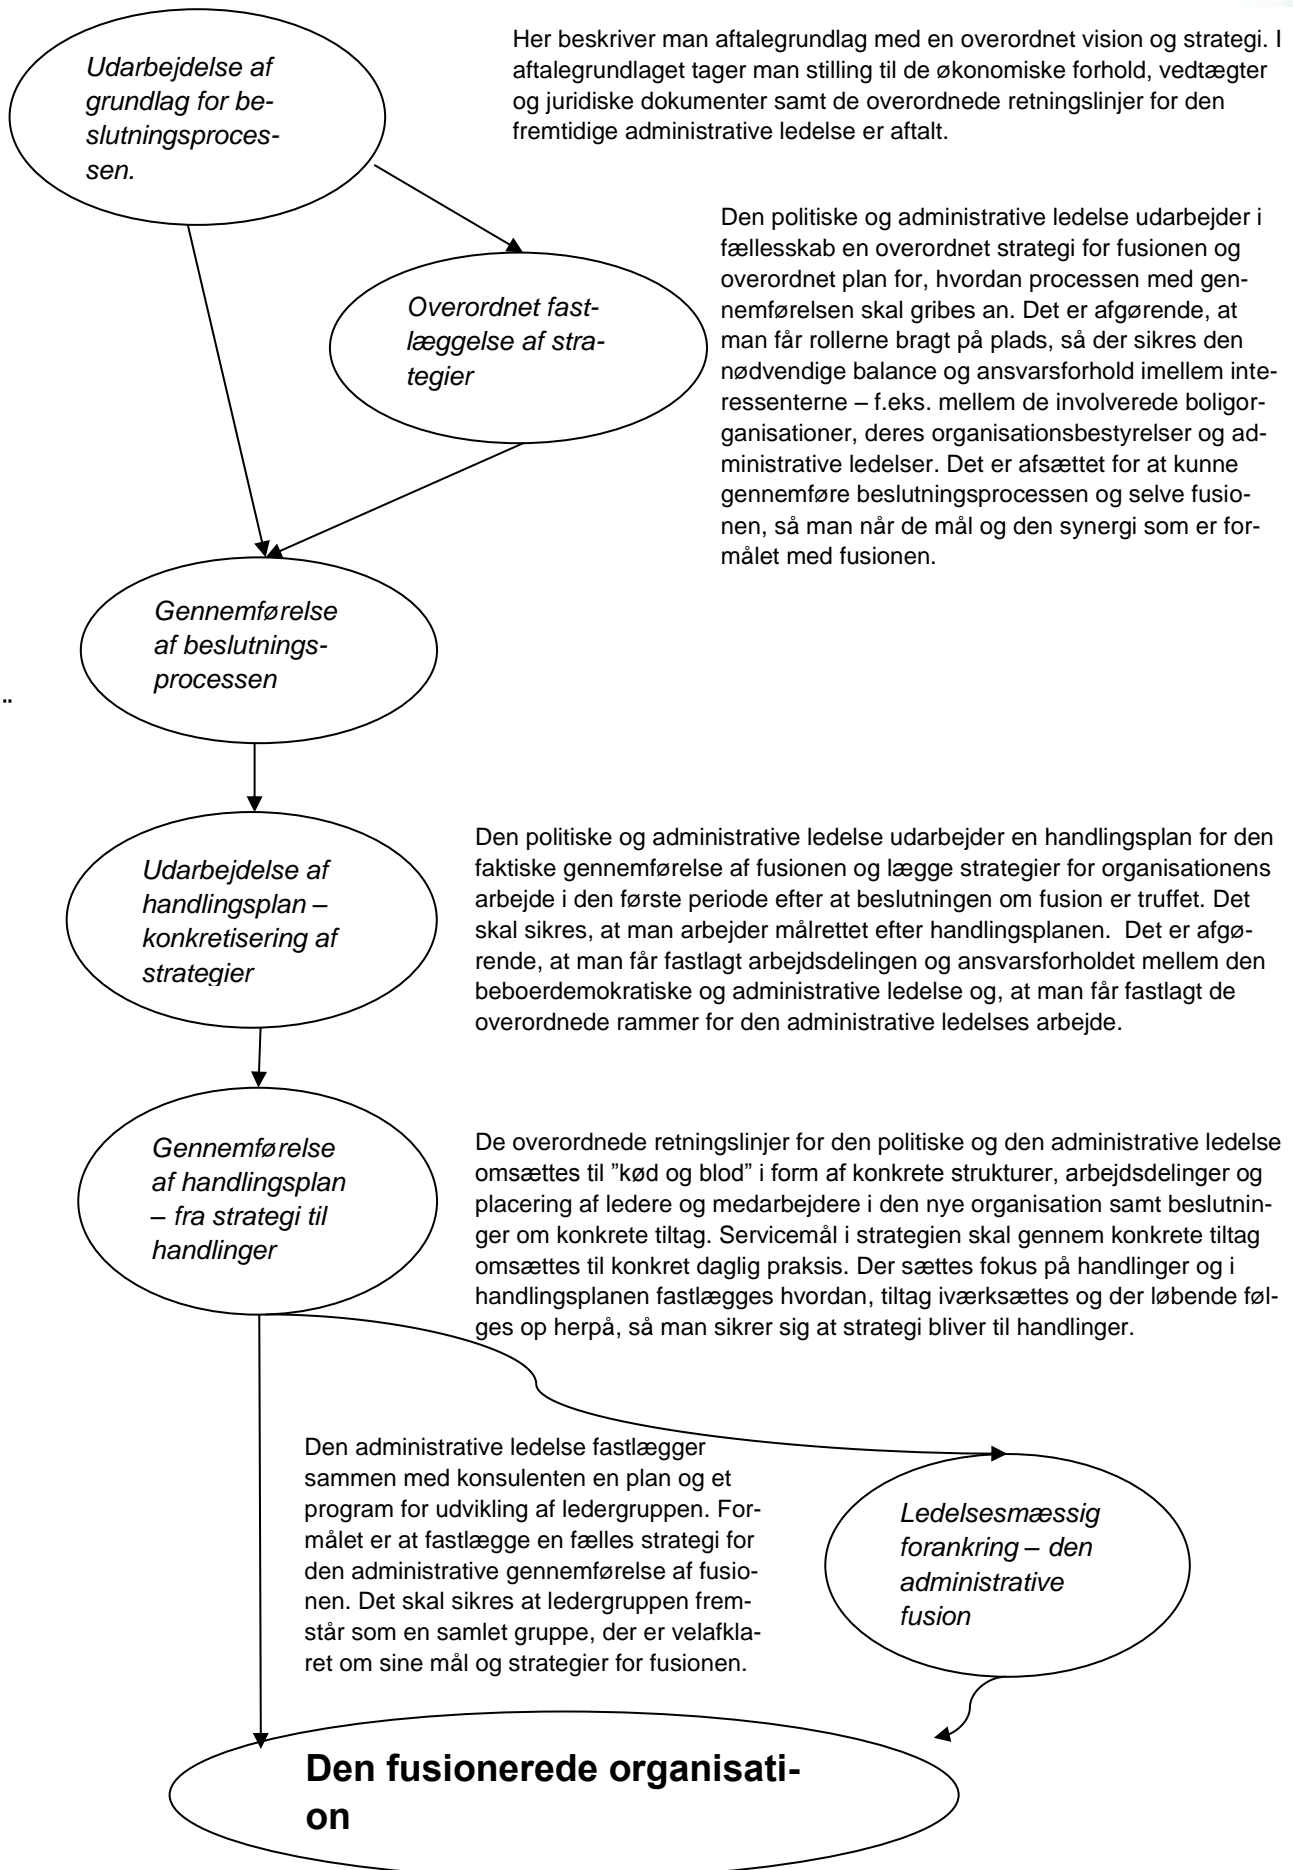 Udarbejdelse af
grundlag for be-
slutningsproces-
sen.
Her beskriver man aftalegrundlag med en overordnet vision og strategi. I
aftalegrundlaget tager man stilling til de økonomiske forhold, vedtægter
og juridiske dokumenter samt de overordnede retningslinjer for den
fremtidige administrative ledelse er aftalt.
Overordnet fast-
læggelse af stra-
tegier
Den politiske og administrative ledelse udarbejder i
fællesskab en overordnet strategi for fusionen og
overordnet plan for, hvordan processen med gen-
nemførelsen skal gribes an. Det er afgørende, at
man får rollerne bragt på plads, så der sikres den
nødvendige balance og ansvarsforhold imellem inte-
ressenterne – f.eks. mellem de involverede boligor-
ganisationer, deres organisationsbestyrelser og ad-
ministrative ledelser. Det er afsættet for at kunne
gennemføre beslutningsprocessen og selve fusio-
nen, så man når de mål og den synergi som er for-
målet med fusionen.
Gennemførelse
af beslutnings-
processen
¨
Udarbejdelse af
handlingsplan –
konkretisering af
strategier
Den politiske og administrative ledelse udarbejder en handlingsplan for den
faktiske gennemførelse af fusionen og lægge strategier for organisationens
arbejde i den første periode efter at beslutningen om fusion er truffet. Det
skal sikres, at man arbejder målrettet efter handlingsplanen.  Det er afgø-
rende, at man får fastlagt arbejdsdelingen og ansvarsforholdet mellem den
beboerdemokratiske og administrative ledelse og, at man får fastlagt de
overordnede rammer for den administrative ledelses arbejde.
Gennemførelse
af handlingsplan
– fra strategi til
handlinger
De overordnede retningslinjer for den politiske og den administrative ledelse
omsættes til ”kød og blod” i form af konkrete strukturer, arbejdsdelinger og
placering af ledere og medarbejdere i den nye organisation samt beslutnin-
ger om konkrete tiltag. Servicemål i strategien skal gennem konkrete tiltag
omsættes til konkret daglig praksis. Der sættes fokus på handlinger og i
handlingsplanen fastlægges hvordan, tiltag iværksættes og der løbende føl-
ges op herpå, så man sikrer sig at strategi bliver til handlinger.
Den administrative ledelse fastlægger
sammen med konsulenten en plan og et
program for udvikling af ledergruppen. For-
målet er at fastlægge en fælles strategi for
den administrative gennemførelse af fusio-
nen. Det skal sikres at ledergruppen frem-
står som en samlet gruppe, der er velafkla-
ret om sine mål og strategier for fusionen.
Ledelsesmæssig
forankring – den
administrative
fusion
Den fusionerede organisati-
on